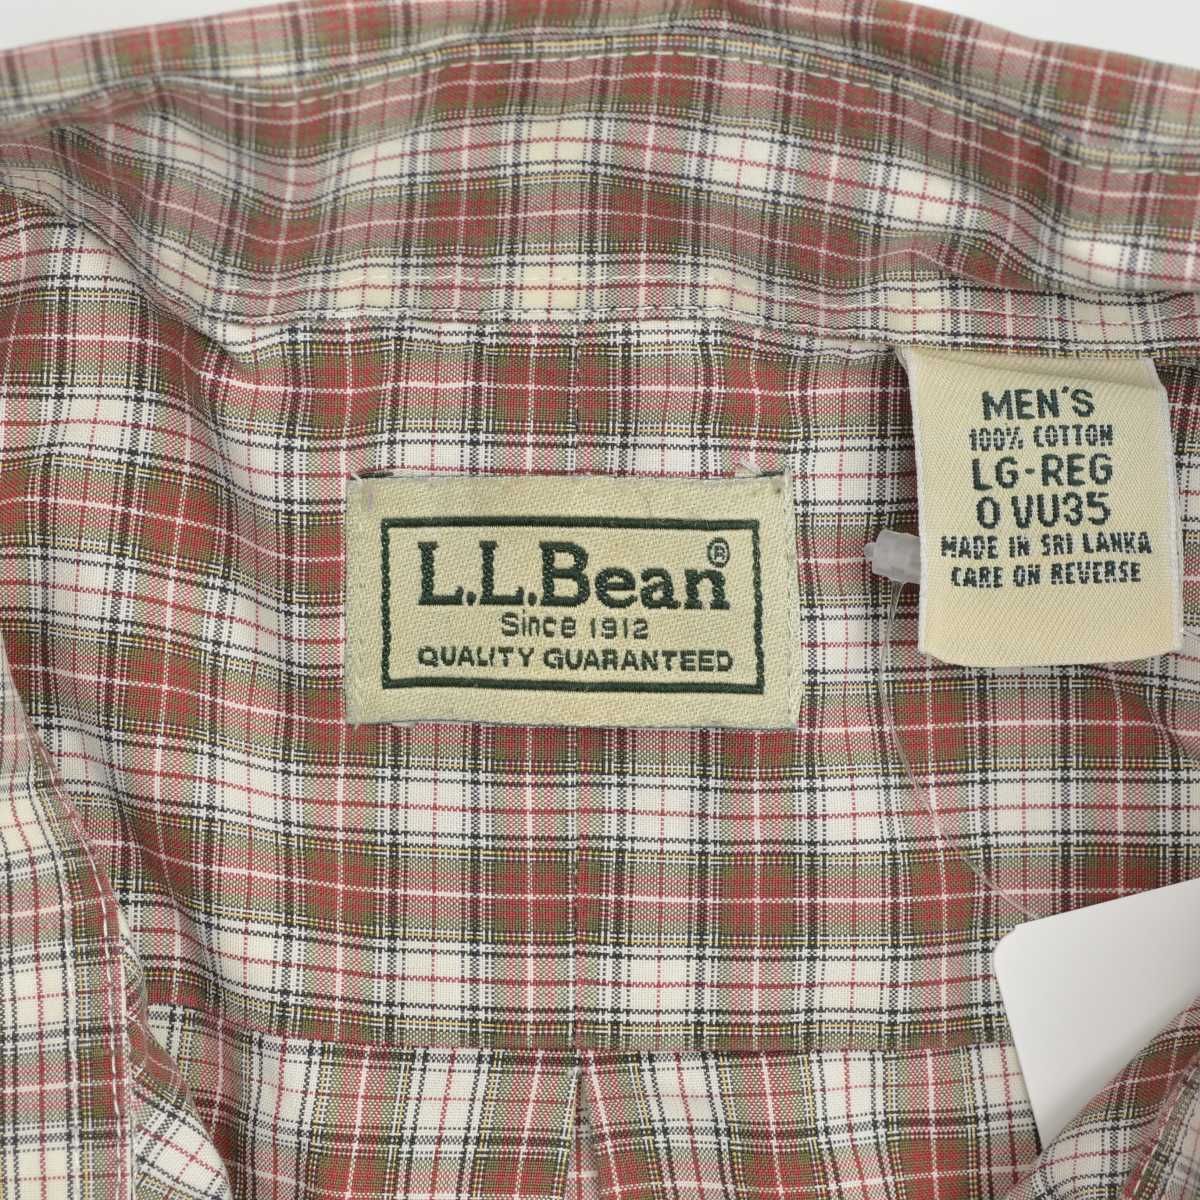 L.L.Bean®
Since 1912
QUALITY GUARANTEED
MEN'S
100% COTTON
LG-REG
0 VU35
MADE IN SRI LANKA
CARE ON REVERSE